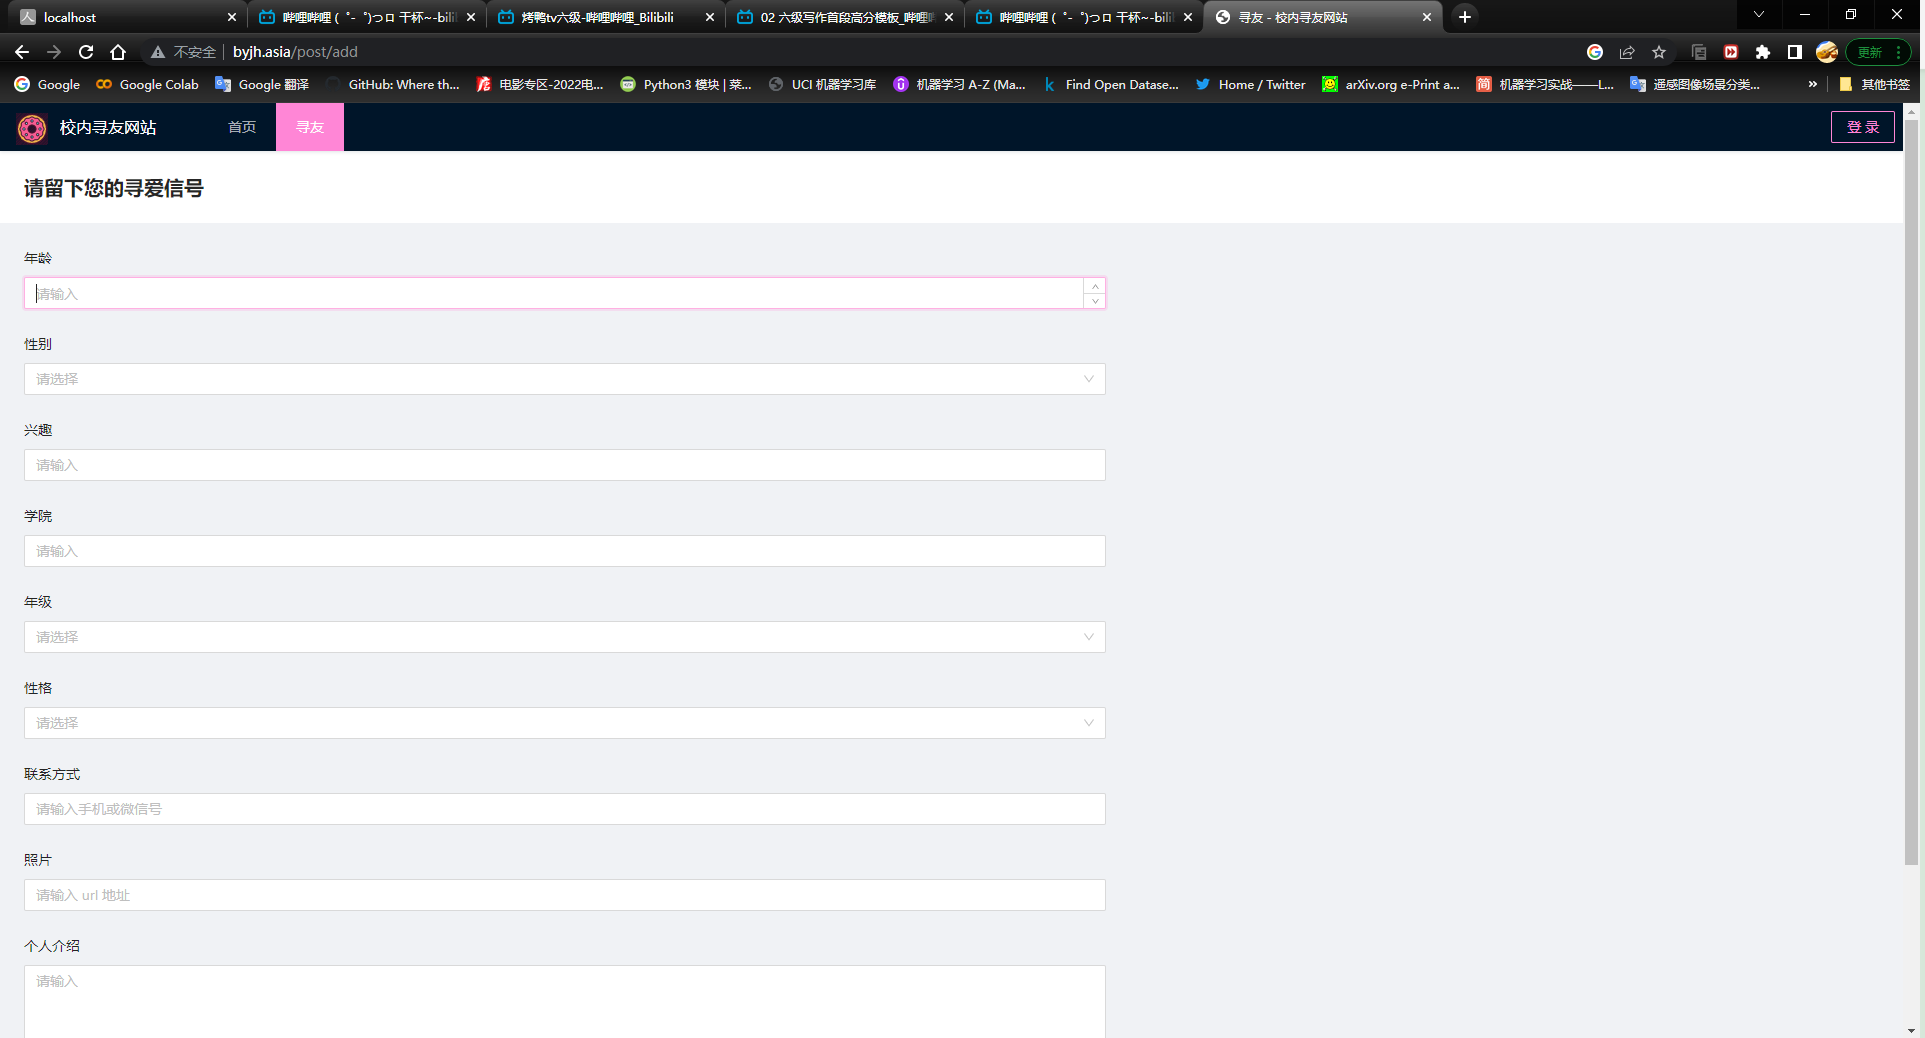 localhost
哔哩哔哩 ( ゜- ゜)つロ 干杯~-bili
烤鸭tv六级-哔哩哔哩_Bilibili
02 六级写作首段高分模板_哔哩
哔哩哔哩 ( ゜- ゜)つロ 干杯~-bili
寻友 - 校内寻友网站
不安全 byjh.asia/post/add
更新
Google
Google Colab
Google 翻译
GitHub: Where th...
电影专区-2022电...
Python3 模块 | 菜...
UCI 机器学习库
机器学习 A-Z (Ma...
Find Open Datase...
Home / Twitter
arXiv.org e-Print a...
机器学习实战——L...
遥感图像场景分类...
»
其他书签
校内寻友网站
首页
寻友
登 录
请留下您的寻爱信号
年龄
请输入
性别
请选择
兴趣
请输入
学院
请输入
年级
请选择
性格
请选择
联系方式
请输入手机或微信号
照片
请输入 url 地址
个人介绍
请输入